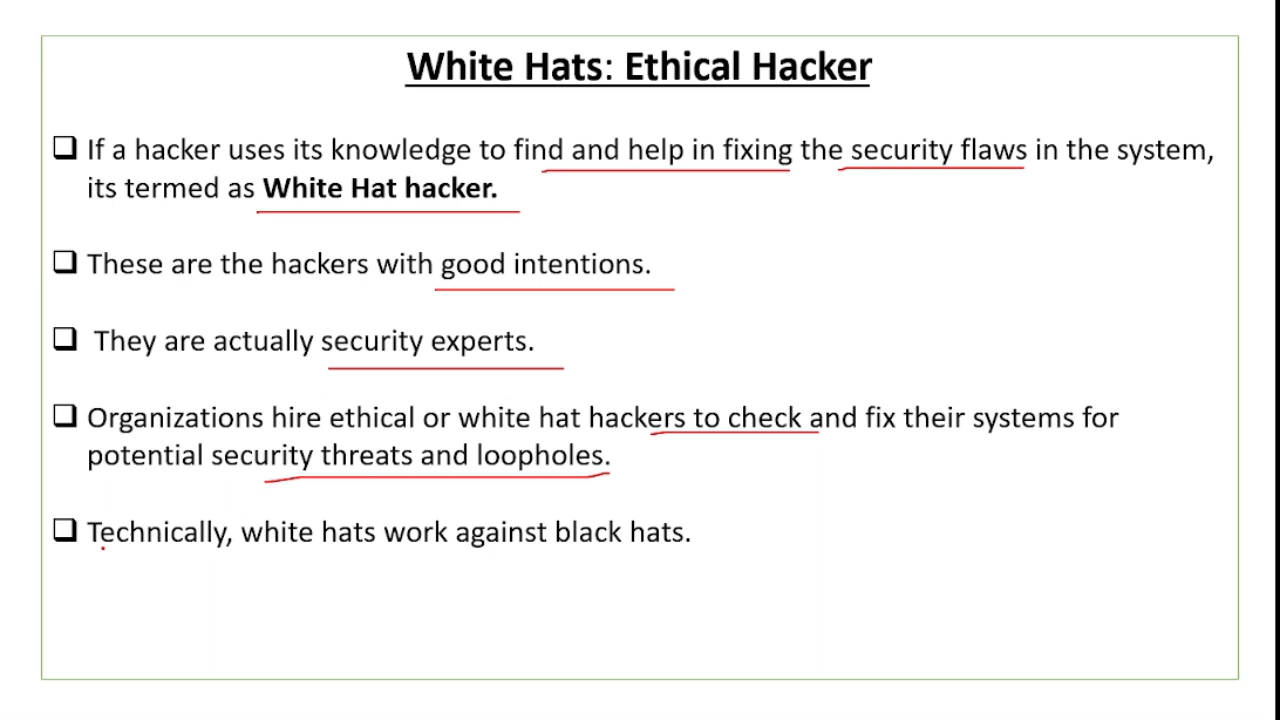 White Hats: Ethical Hacker
If a hacker uses its knowledge to find and help in fixing the security flaws in the system,
its termed as White Hat hacker.
These are the hackers with good intentions.
They are actually security experts.
Organizations hire ethical or white hat hackers to check and fix their systems for
potential security threats and loopholes.
Technically, white hats work against black hats.